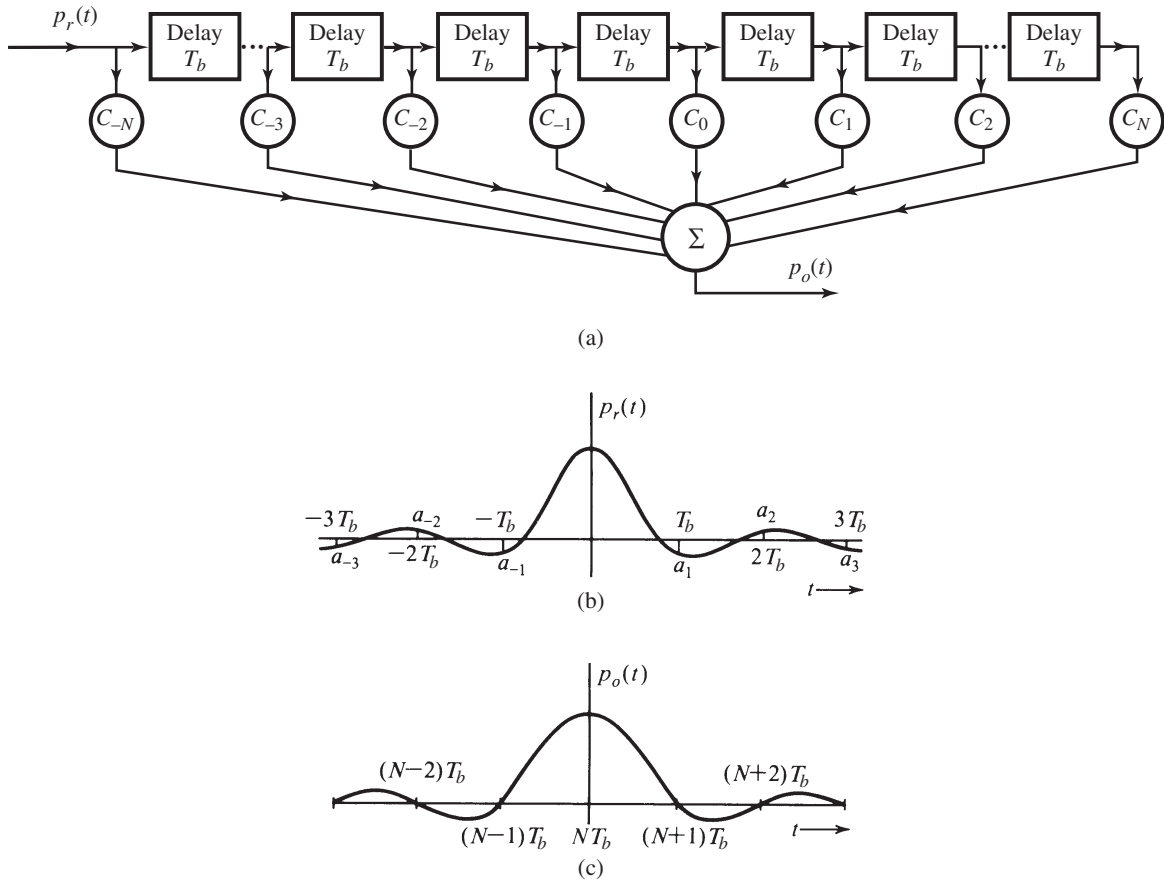 p_r(t)
Delay T_b
Delay T_b
Delay T_b
Delay T_b
Delay T_b
Delay T_b
Delay T_b
C_{-N}
C_{-3}
C_{-2}
C_{-1}
C_0
C_1
C_2
C_N
Σ
p_o(t)
(a)
p_r(t)
-3T_b
a_{-2}
-T_b
T_b
a_2
3T_b
a_{-3}
-2T_b
a_{-1}
a_1
2T_b
a_3
t
(b)
p_o(t)
(N-2)T_b
(N+2)T_b
(N-1)T_b
NT_b
(N+1)T_b
t
(c)